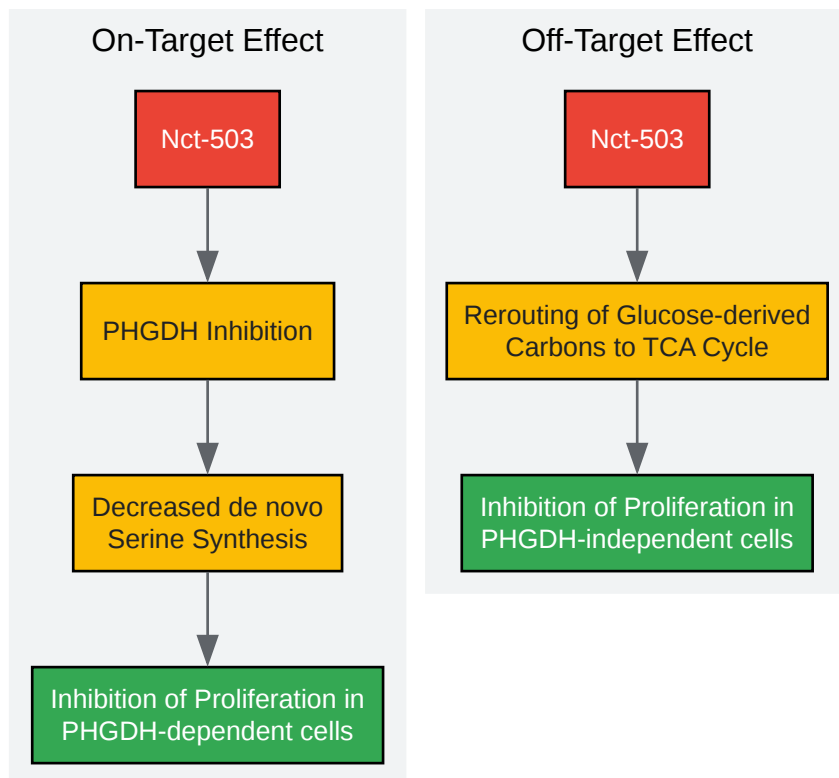 On-Target Effect
Nct-503
PHGDH Inhibition
Decreased de novo
Serine Synthesis
Inhibition of Proliferation in
PHGDH-dependent cells
Off-Target Effect
Nct-503
Rerouting of Glucose-derived
Carbons to TCA Cycle
Inhibition of Proliferation in
PHGDH-independent cells